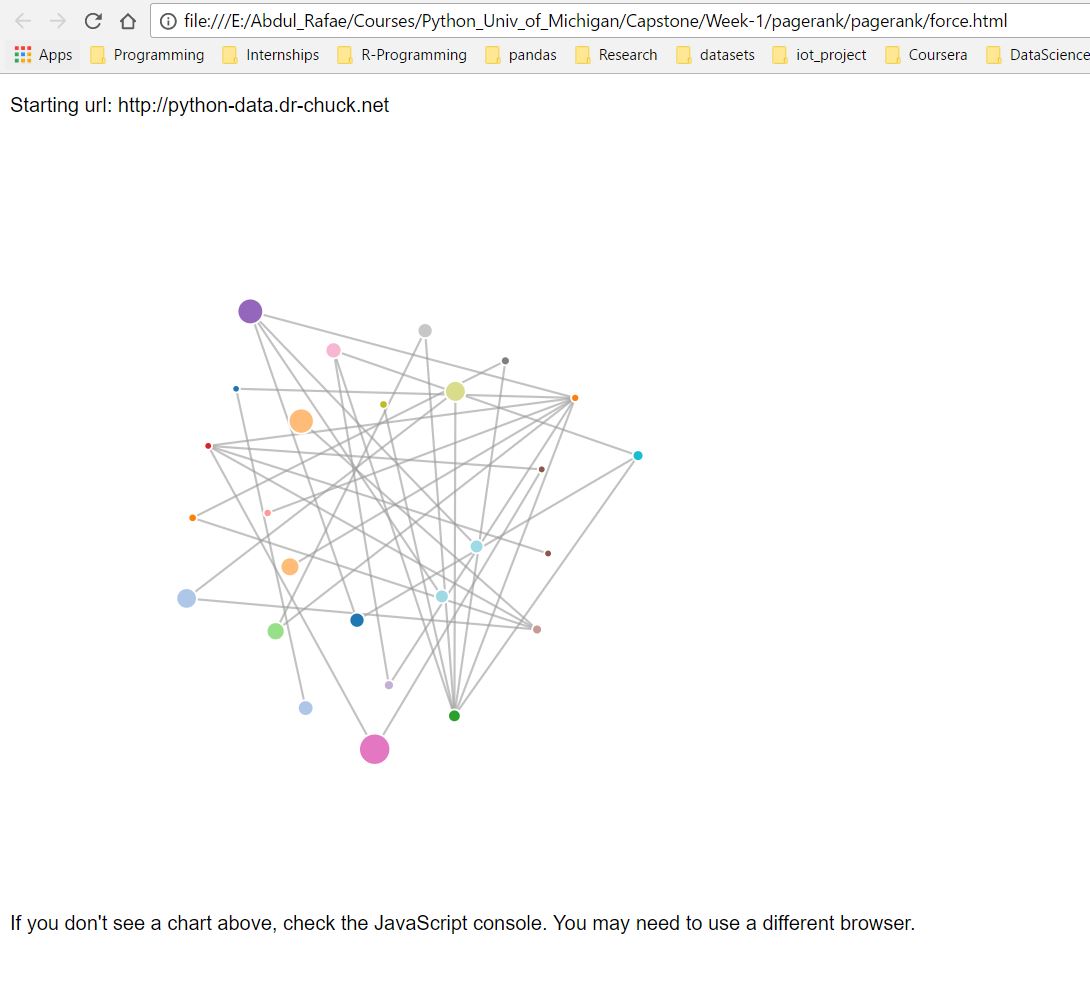 file:///E:/Abdul_Rafae/Courses/Python_Univ_of_Michigan/Capstone/Week-1/pagerank/pagerank/force.html
Apps Programming Internships R-Programming pandas Research datasets iot_project Coursera DataScience
Starting url: http://python-data.dr-chuck.net
If you don't see a chart above, check the JavaScript console. You may need to use a different browser.